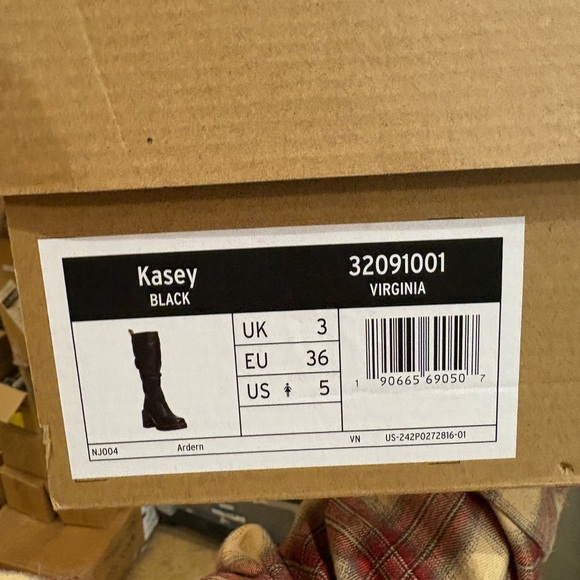 Kasey
BLACK
32091001
VIRGINIA
UK 3
EU 36
US 5
1 90665 69050 7
NJ004 Ardern VN US-242P0272816-01